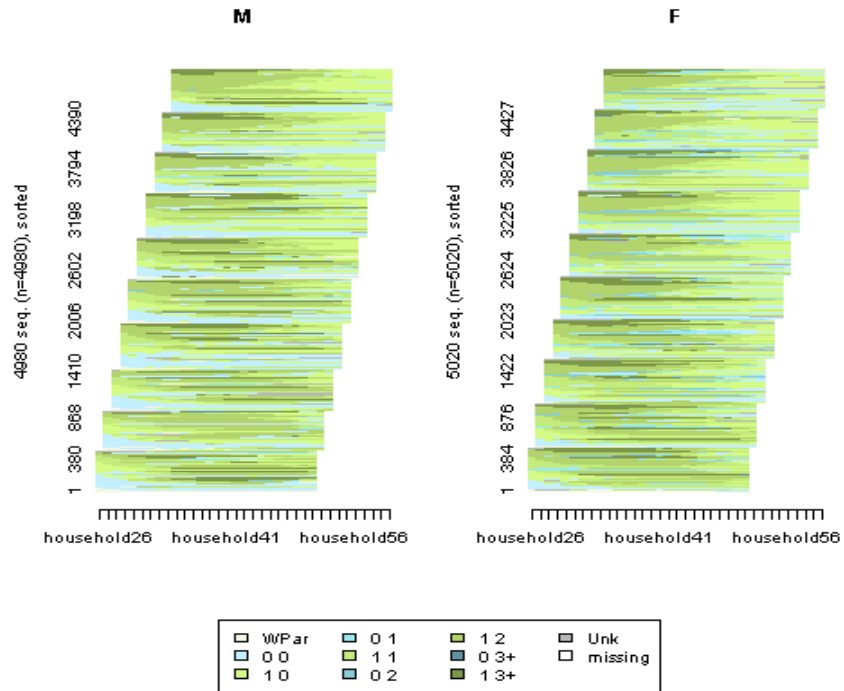 M
F
4980 seq. (n=4980), sorted
1 380 868 1410 2006 2602 3198 3794 4390
5020 seq. (n=5020), sorted
1 384 876 1422 2023 2624 3225 3826 4427
household26 household41 household56
household26 household41 household56
WPar 0 1 1 2 Unk
0 0 1 1 0 3+ missing
1 0 0 2 1 3+